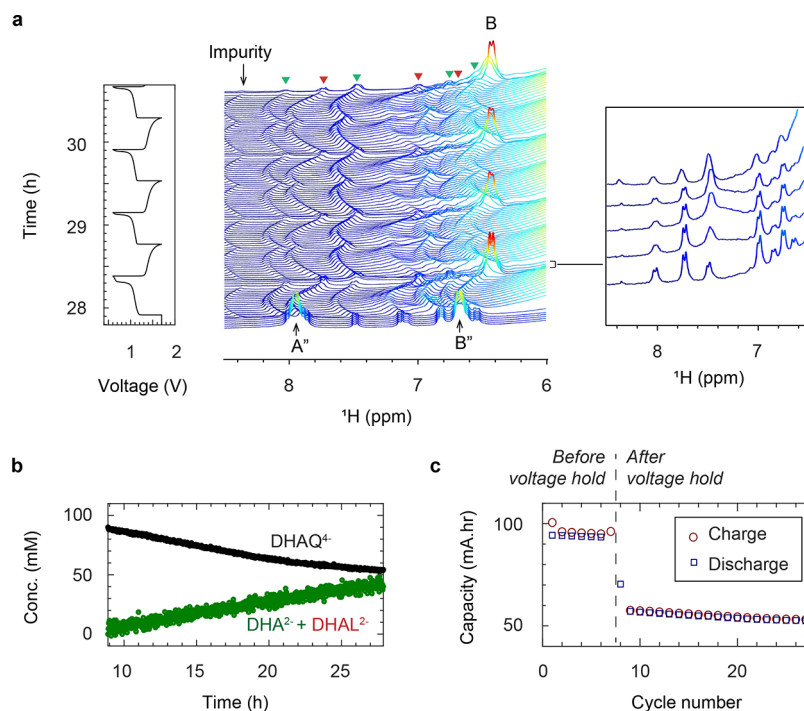 a
B
Impurity
30
29
28
Time (h)
1 2
Voltage (V)
A”
B”
8 7 6
¹H (ppm)
8 7
¹H (ppm)
b
100
50
0
Conc. (mM)
DHAQ⁴⁻
DHA²⁻ + DHAL²⁻
10 15 20 25
Time (h)
c
Before voltage hold
After voltage hold
100
50
Capacity (mA.hr)
Charge
Discharge
0 10 20
Cycle number